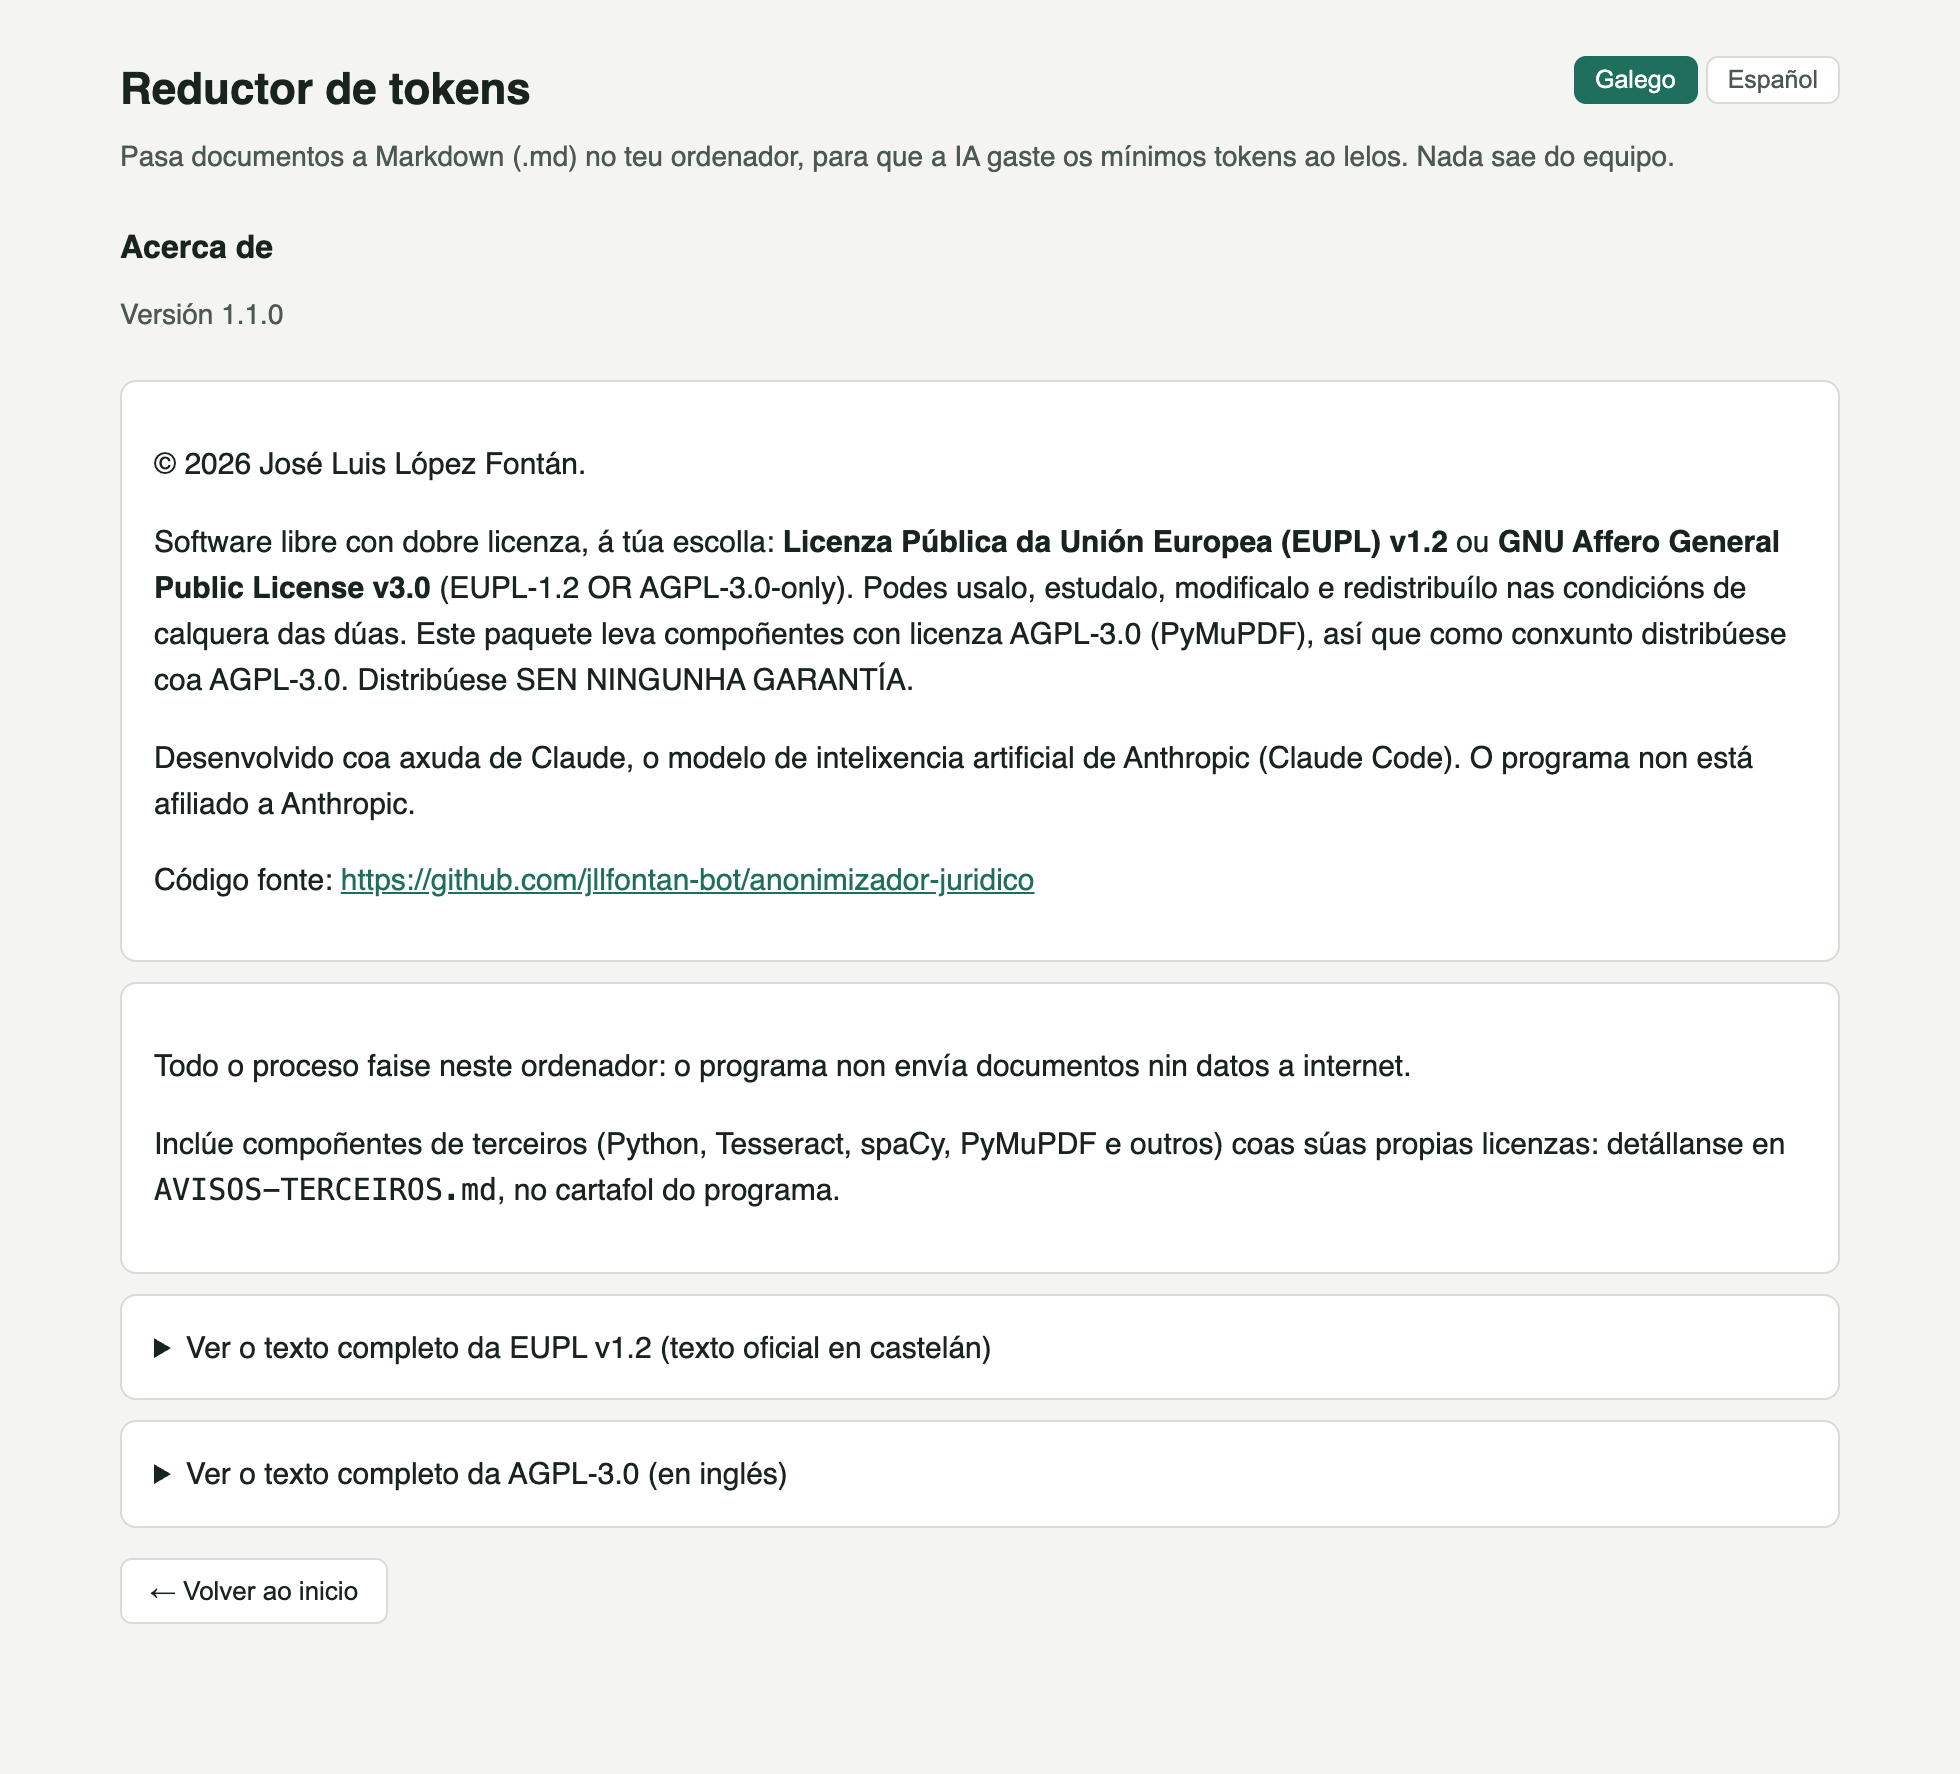 Reductor de tokens
Galego
Español
Pasa documentos a Markdown (.md) no teu ordenador, para que a IA gaste os mínimos tokens ao lelos. Nada sae do equipo.
Acerca de
Versión 1.1.0
© 2026 José Luis López Fontán.
Software libre con dobre licenza, á túa escolla: Licenza Pública da Unión Europea (EUPL) v1.2 ou GNU Affero General
Public License v3.0 (EUPL-1.2 OR AGPL-3.0-only). Podes usalo, estudalo, modificalo e redistribuílo nas condicións de
calquera das dúas. Este paquete leva compoñentes con licenza AGPL-3.0 (PyMuPDF), así que como conxunto distribúese
coa AGPL-3.0. Distribúese SEN NINGUNHA GARANTÍA.
Desenvolvido coa axuda de Claude, o modelo de intelixencia artificial de Anthropic (Claude Code). O programa non está
afiliado a Anthropic.
Código fonte: https://github.com/jllfontan-bot/anonimizador-juridico
Todo o proceso faise neste ordenador: o programa non envía documentos nin datos a internet.
Inclúe compoñentes de terceiros (Python, Tesseract, spaCy, PyMuPDF e outros) coas súas propias licenzas: detállanse en
AVISOS-TERCEIROS.md, no cartafol do programa.
▶ Ver o texto completo da EUPL v1.2 (texto oficial en castelán)
▶ Ver o texto completo da AGPL-3.0 (en inglés)
← Volver ao inicio